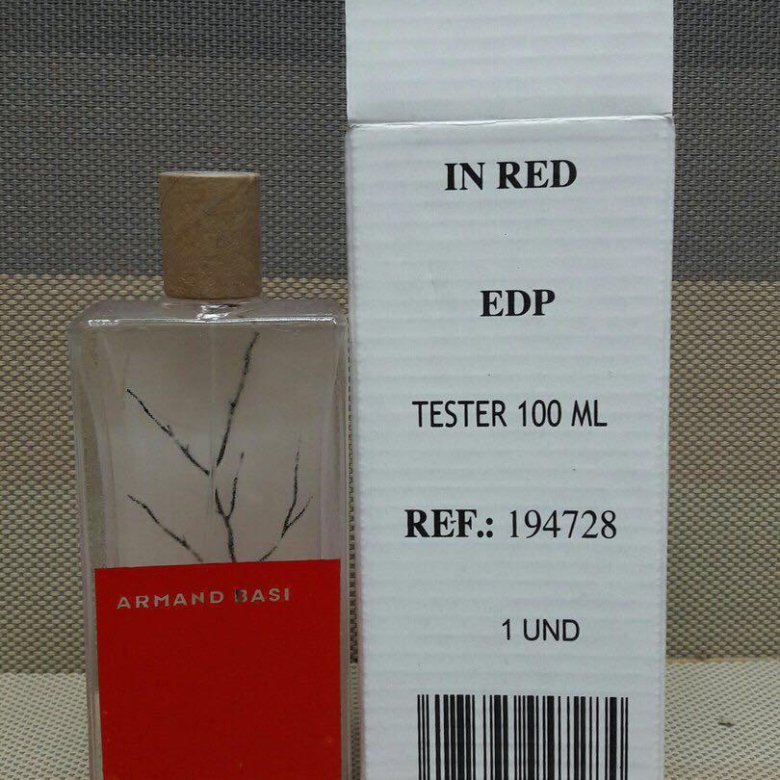 ARMAND BASI
IN RED
EDP
TESTER 100 ML
REF.: 194728
1 UND